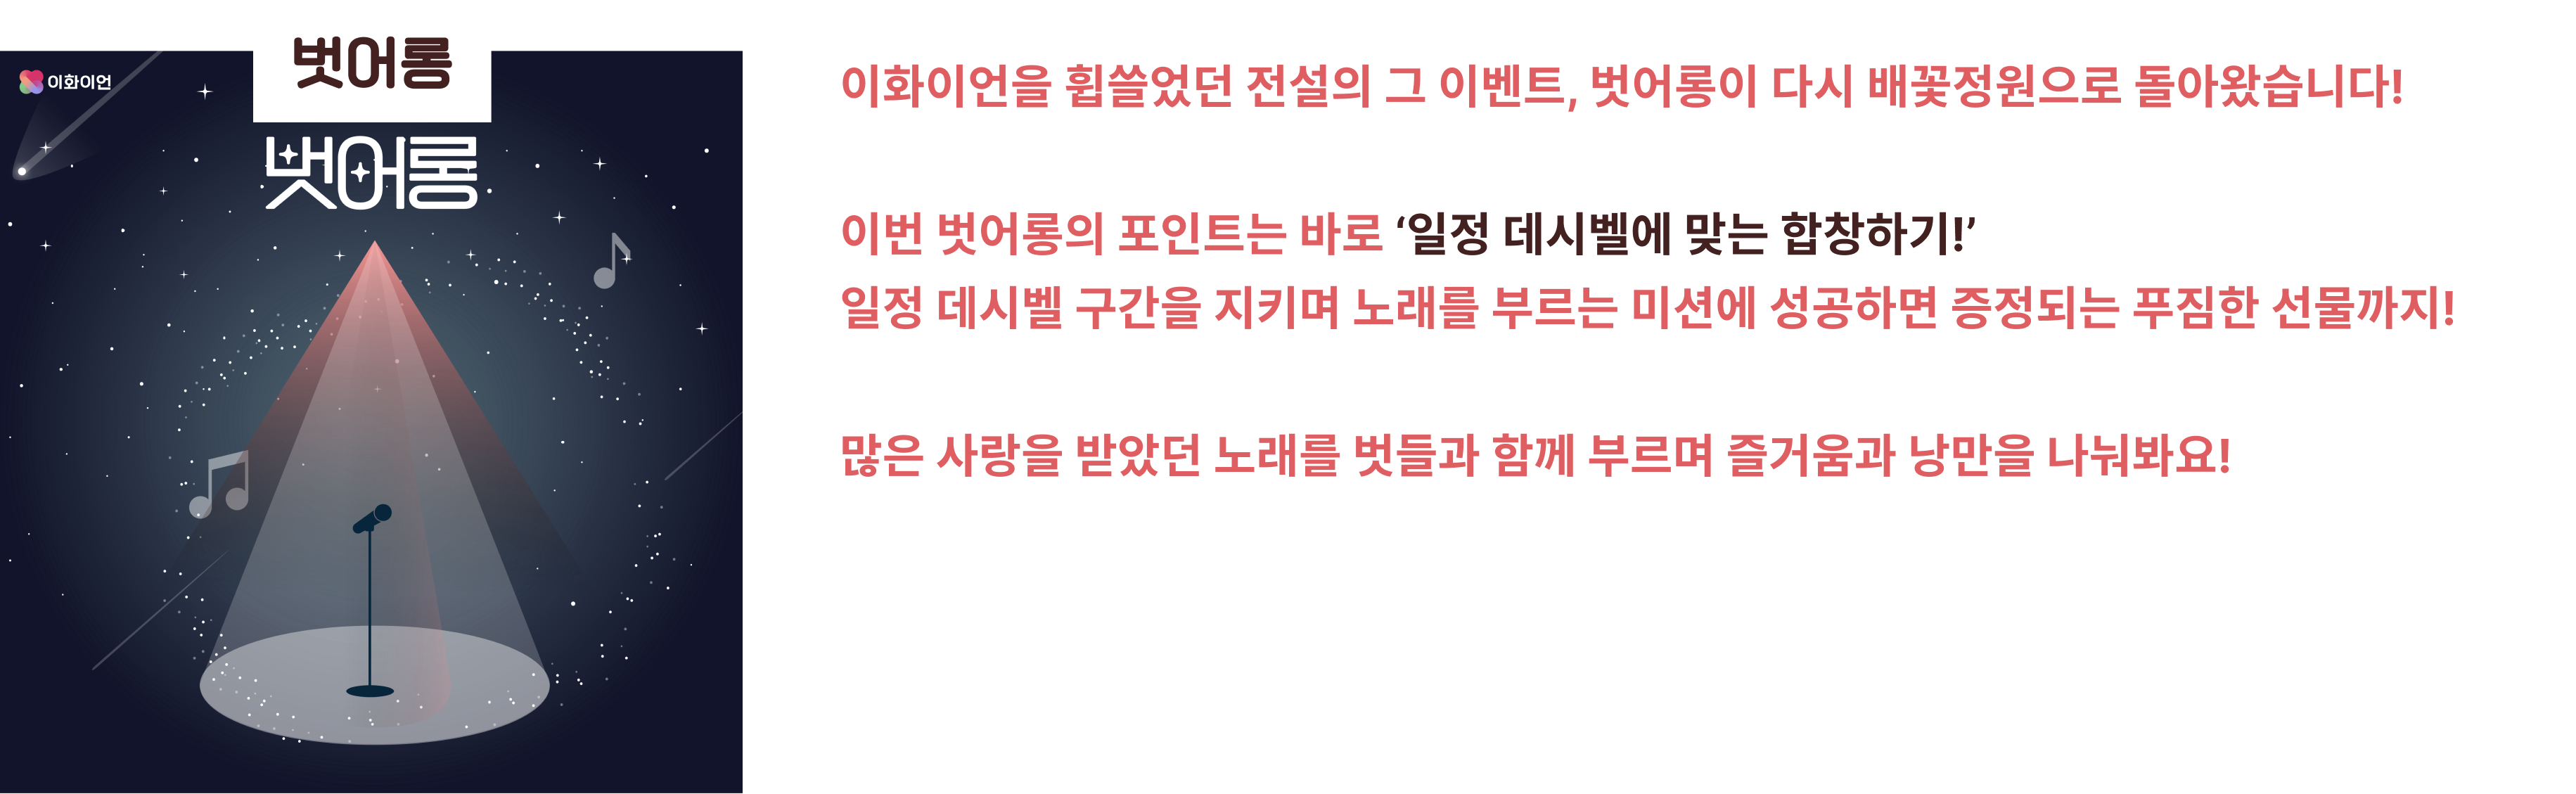 벗어롱
이화이언
벗어롱
이화이언을 휩쓸었던 전설의 그 이벤트, 벗어롱이 다시 배꽃정원으로 돌아왔습니다!
이번 벗어롱의 포인트는 바로 ‘일정 데시벨에 맞는 합창하기!’
일정 데시벨 구간을 지키며 노래를 부르는 미션에 성공하면 증정되는 푸짐한 선물까지!
많은 사랑을 받았던 노래를 벗들과 함께 부르며 즐거움과 낭만을 나눠봐요!